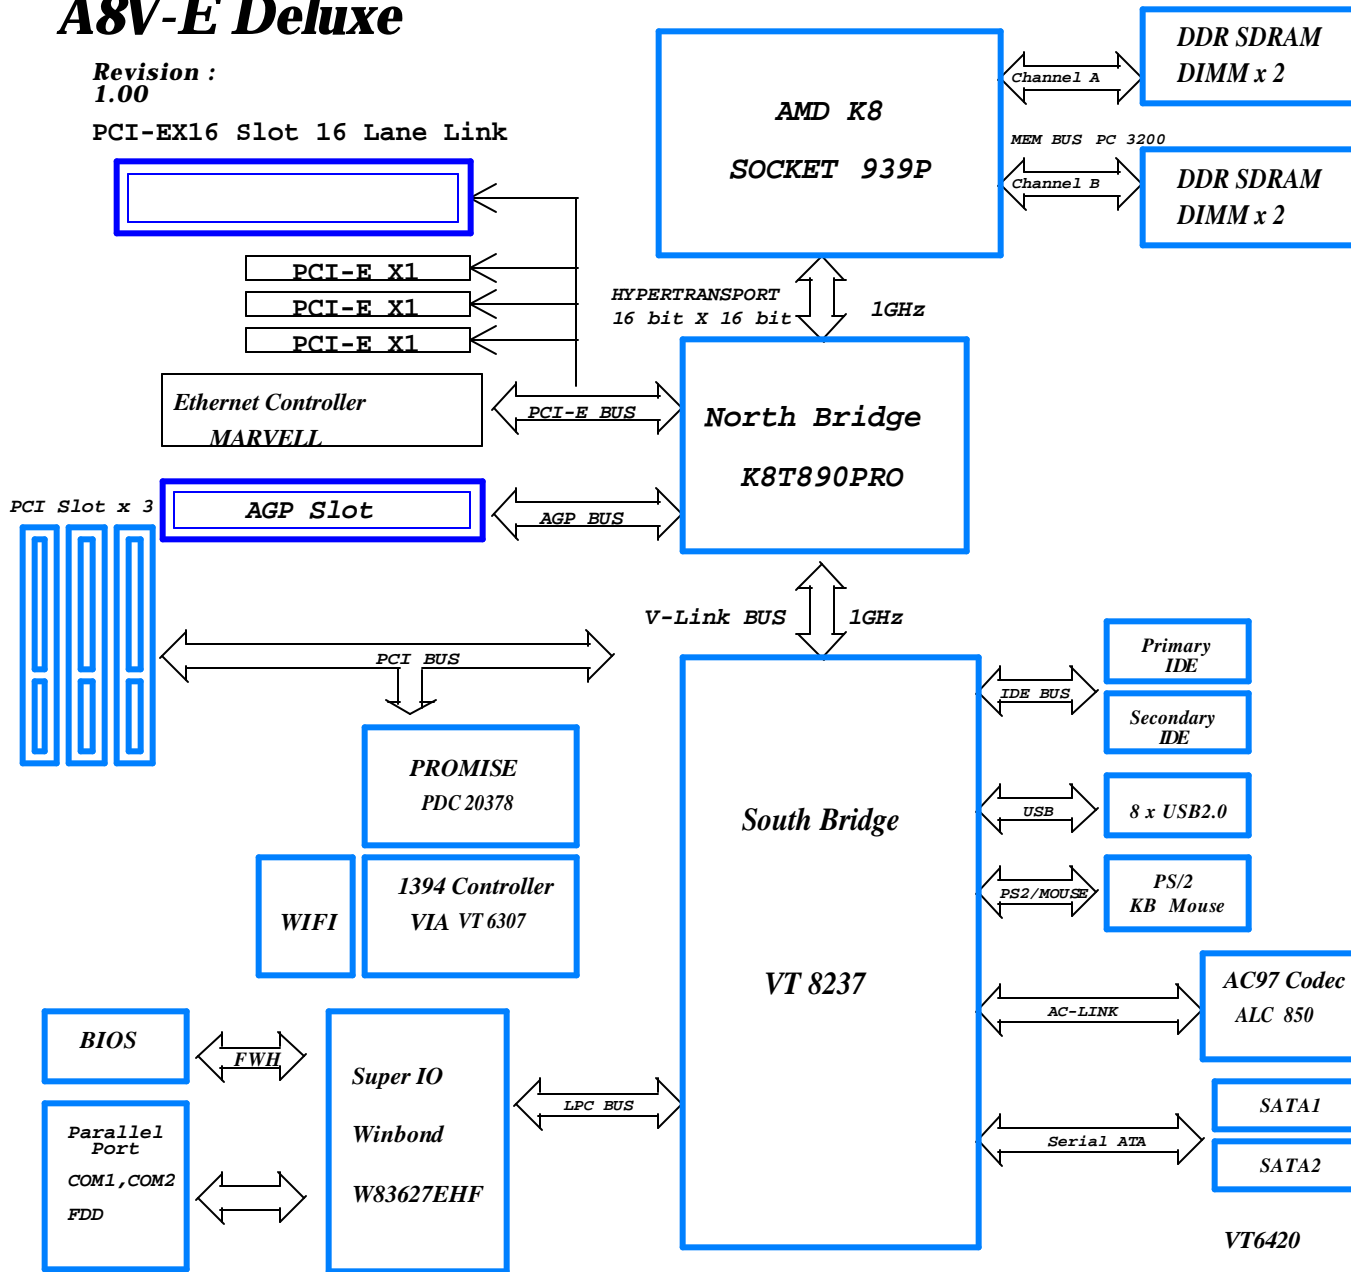 A8V-E Deluxe
Revision :
1.00
PCI-EX16 Slot 16 Lane Link
PCI-E X1
PCI-E X1
PCI-E X1
Ethernet Controller
MARVELL
PCI-E BUS
AGP Slot
AGP BUS
PCI Slot x 3
AMD K8
SOCKET 939P
Channel A
MEM BUS PC 3200
Channel B
DDR SDRAM
DIMM x 2
DDR SDRAM
DIMM x 2
HYPERTRANSPORT
16 bit X 16 bit
1GHz
North Bridge
K8T890PRO
V-Link BUS
1GHz
PCI BUS
PROMISE
PDC 20378
WIFI
1394 Controller
VIA VT 6307
South Bridge
VT 8237
IDE BUS
Primary
IDE
Secondary
IDE
USB
8 x USB2.0
PS2/MOUSE
PS/2
KB Mouse
AC-LINK
AC97 Codec
ALC 850
Serial ATA
SATA1
SATA2
VT6420
BIOS
FWH
Parallel
Port
COM1,COM2
FDD
Super IO
Winbond
W83627EHF
LPC BUS